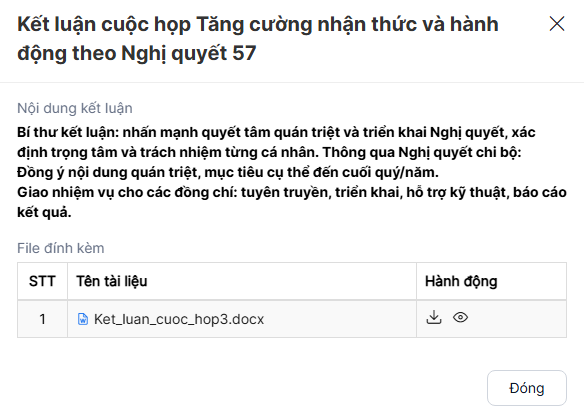 Kết luận cuộc họp Tăng cường nhận thức và hành
động theo Nghị quyết 57
Nội dung kết luận
Bí thư kết luận: nhấn mạnh quyết tâm quán triệt và triển khai Nghị quyết, xác
định trọng tâm và trách nhiệm từng cá nhân. Thông qua Nghị quyết chi bộ:
Đồng ý nội dung quán triệt, mục tiêu cụ thể đến cuối quý/năm.
Giao nhiệm vụ cho các đồng chí: tuyên truyền, triển khai, hỗ trợ kỹ thuật, báo cáo
kết quả.
File đính kèm
STT Tên tài liệu Hành động
1 Ket_luan_cuoc_hop3.docx
Đóng